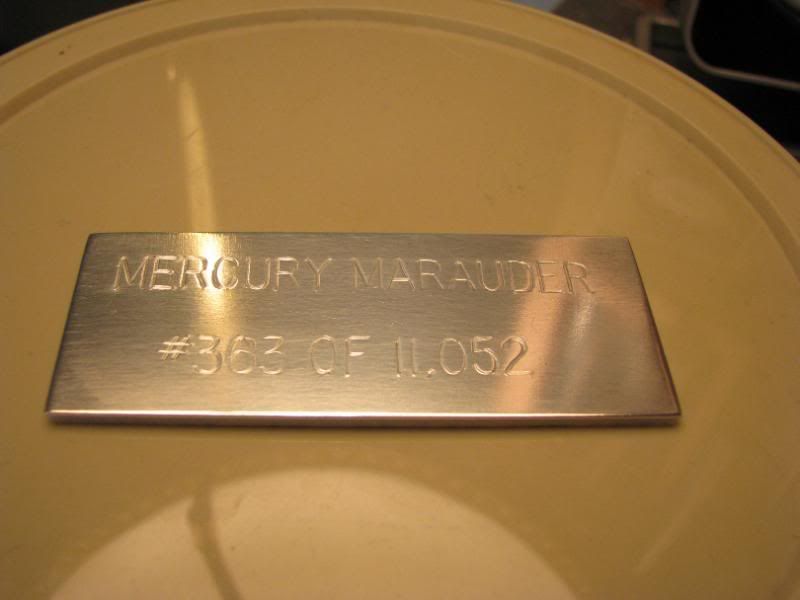 MERCURY MARAUDER
#363 OF 11,052